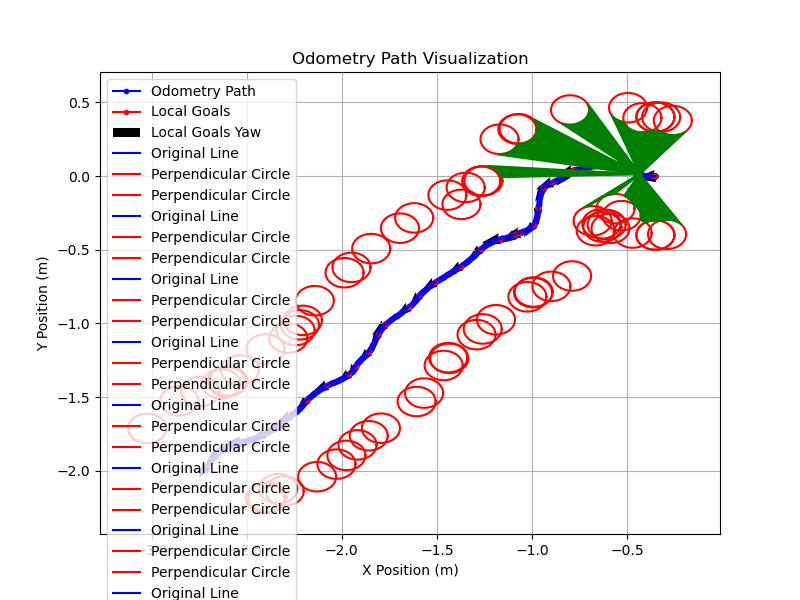 Odometry Path Visualization
Y Position (m)
0.5
0.0
−0.5
−1.0
−1.5
−2.0
Odometry Path
Local Goals
Local Goals Yaw
Original Line
Perpendicular Circle
Perpendicular Circle
Original Line
Perpendicular Circle
Perpendicular Circle
Original Line
Perpendicular Circle
Perpendicular Circle
Original Line
Perpendicular Circle
Perpendicular Circle
Original Line
Perpendicular Circle
Perpendicular Circle
Original Line
Perpendicular Circle
Perpendicular Circle
Original Line
Perpendicular Circle
Perpendicular Circle
Original Line
−2.0 −1.5 −1.0 −0.5
X Position (m)